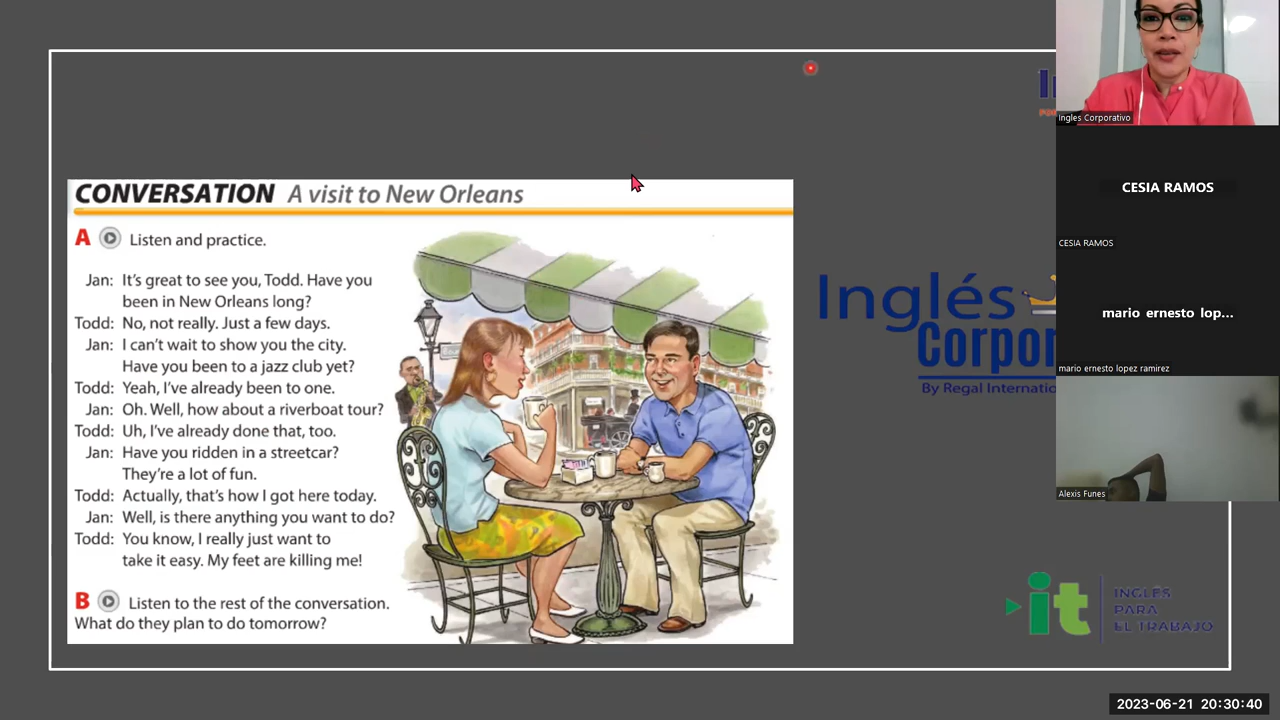 CONVERSATION A visit to New Orleans
A Listen and practice.
Jan: It's great to see you, Todd. Have you
been in New Orleans long?
Todd: No, not really. Just a few days.
Jan: I can't wait to show you the city.
Have you been to a jazz club yet?
Todd: Yeah, I've already been to one.
Jan: Oh. Well, how about a riverboat tour?
Todd: Uh, I've already done that, too.
Jan: Have you ridden in a streetcar?
They're a lot of fun.
Todd: Actually, that's how I got here today.
Jan: Well, is there anything you want to do?
Todd: You know, I really just want to
take it easy. My feet are killing me!
B Listen to the rest of the conversation.
What do they plan to do tomorrow?
Inglés
Corpor
By Regal Internatio
it
INGLÉS
PARA
EL TRABAJO
Ingles Corporativo
CESIA RAMOS
CESIA RAMOS
mario ernesto lop...
mario ernesto lopez ramirez
Alexis Funes
2023-06-21 20:30:40